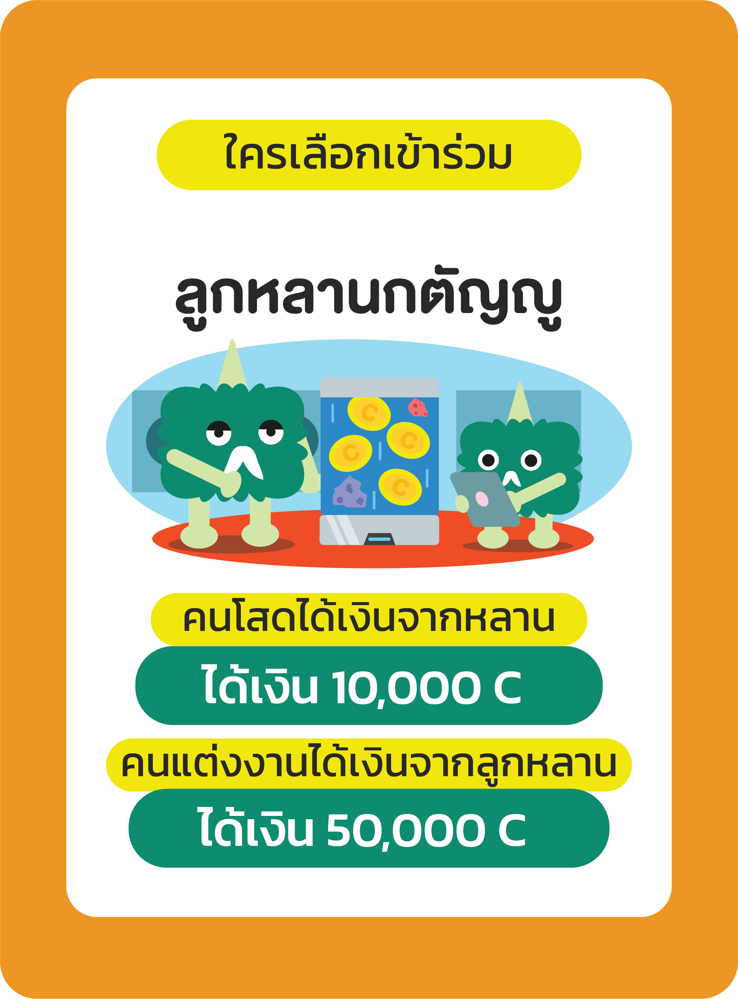 ใครเลือกเข้าร่วม
ลูกหลานกตัญญู
C
C
C
C
คนโสดได้เงินจากหลาน
ได้เงิน 10,000 C
คนแต่งงานได้เงินจากลูกหลาน
ได้เงิน 50,000 C